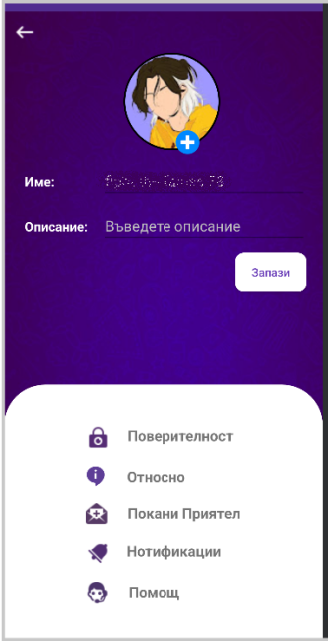 Име:
Описание: Въведете описание
Запази
Поверителност
Относно
Покани Приятел
Нотификации
Помощ